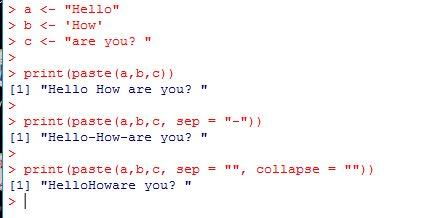 > a <- "Hello"
> b <- 'How'
> c <- "are you? "
>
> print(paste(a,b,c))
[1] "Hello How are you? "
>
> print(paste(a,b,c, sep = "-"))
[1] "Hello-How-are you? "
>
> print(paste(a,b,c, sep = "", collapse = ""))
[1] "HelloHoware you? "
>